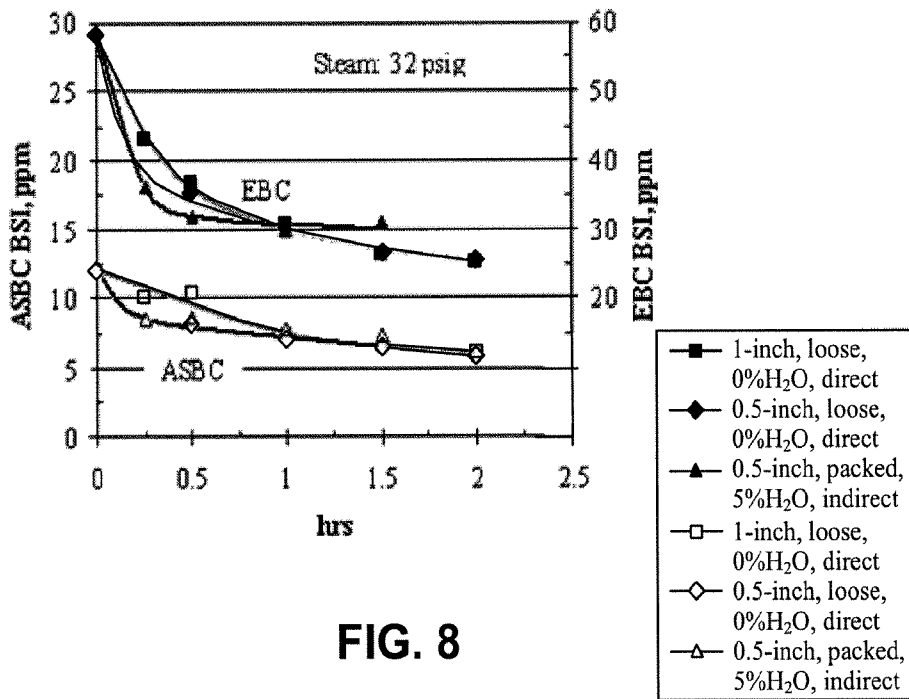 30
25
20
15
10
5
0
ASBC BSI, ppm
Steam: 32 psig
EBC
ASBC
60
50
40
30
20
10
EBC BSI, ppm
0
0.5
1
1.5
2
2.5
hrs
1-inch, loose,
0%H₂O, direct
0.5-inch, loose,
0%H₂O, direct
0.5-inch, packed,
5%H₂O, indirect
1-inch, loose,
0%H₂O, direct
0.5-inch, loose,
0%H₂O, direct
0.5-inch, packed,
5%H₂O, indirect
FIG. 8